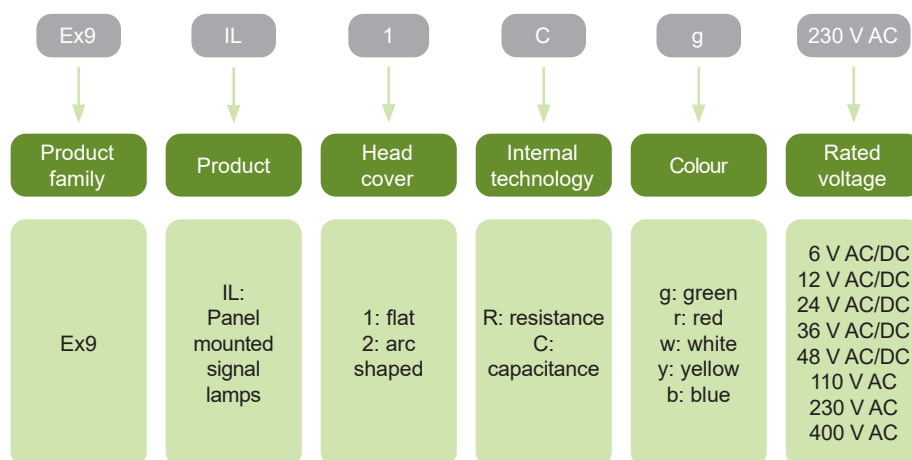 Ex9
IL
1
C
g
230 V AC
Product
family
Product
Head
cover
Internal
technology
Colour
Rated
voltage
Ex9
IL:
Panel
mounted
signal
lamps
1: flat
2: arc
shaped
R: resistance
C:
capacitance
g: green
r: red
w: white
y: yellow
b: blue
6 V AC/DC
12 V AC/DC
24 V AC/DC
36 V AC/DC
48 V AC/DC
110 V AC
230 V AC
400 V AC